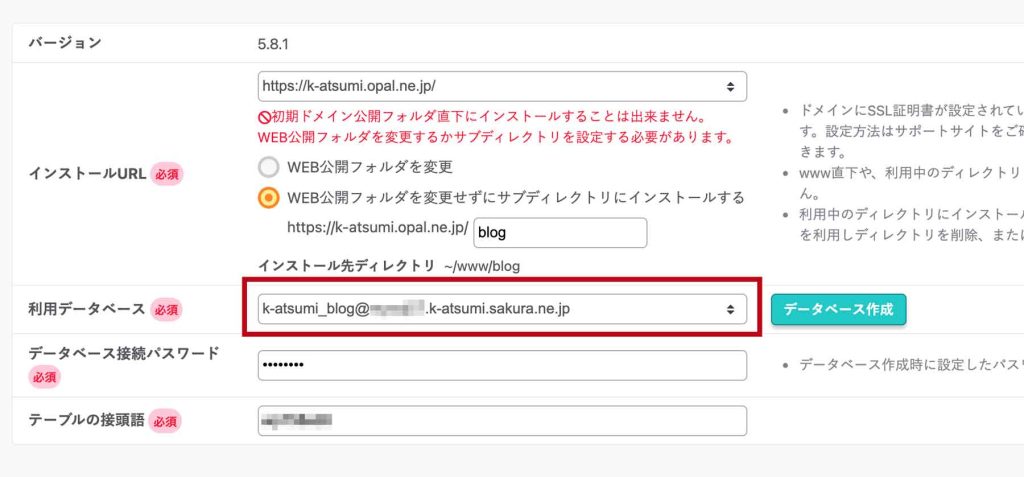 バージョン
5.8.1
https://k-atsumi.opal.ne.jp/
初期ドメイン公開フォルダ直下にインストールすることは出来ません。
WEB公開フォルダを変更するかサブディレクトリを設定する必要があります。
インストールURL 必須
WEB公開フォルダを変更
WEB公開フォルダを変更せずにサブディレクトリにインストールする
https://k-atsumi.opal.ne.jp/ blog
インストール先ディレクトリ ~/www/blog
ドメインにSSL証明書が設定されてい
す。設定方法はサポートサイトをご確
きます。
www直下や、利用中のディレクトリ
ん。
利用中のディレクトリにインストール
を利用しディレクトリを削除、また
利用データベース 必須
k-atsumi_blog@ .k-atsumi.sakura.ne.jp
データベース作成
データベース接続パスワード
必須
••••••••
データベース作成時に設定したパス
テーブルの接頭語 必須